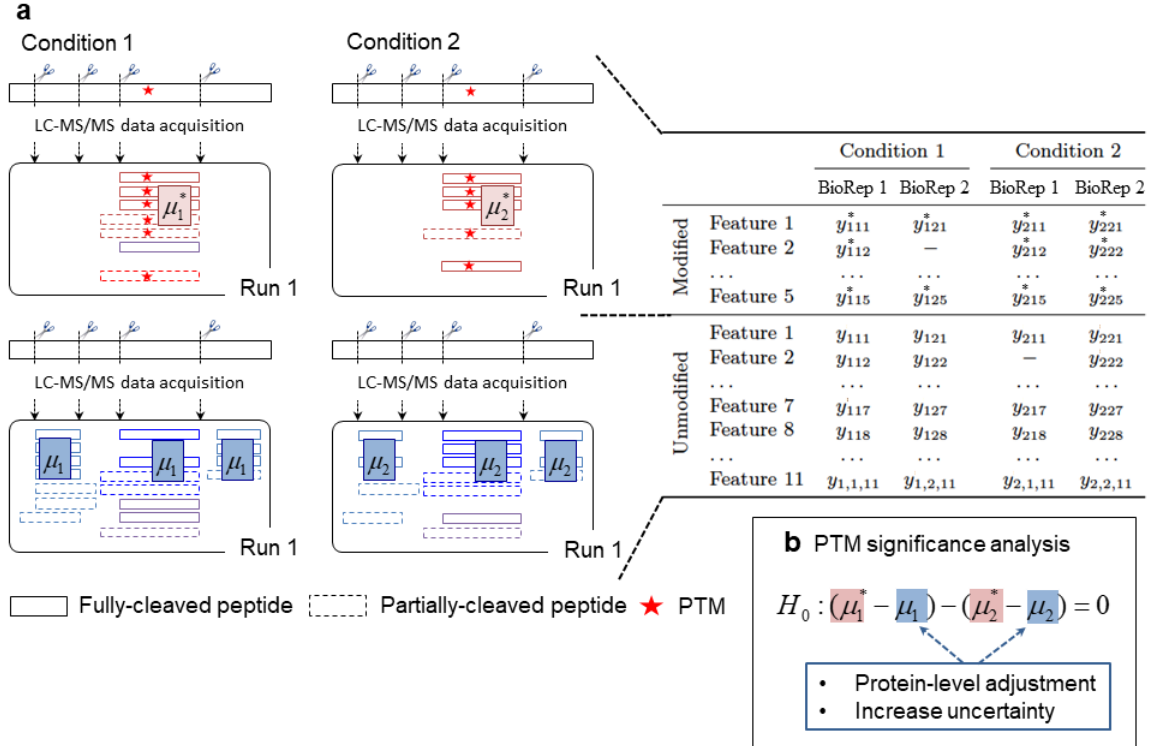 a
Condition 1
Condition 2
LC-MS/MS data acquisition
LC-MS/MS data acquisition
μ₁*
μ₂*
Run 1
Run 1
LC-MS/MS data acquisition
LC-MS/MS data acquisition
μ₁ μ₁ μ₁
μ₂ μ₂ μ₂
Run 1
Run 1
Fully-cleaved peptide Partially-cleaved peptide ★ PTM
Condition 1 Condition 2
BioRep 1 BioRep 2 BioRep 1 BioRep 2
Modified
Feature 1 y*₁₁₁ y*₁₂₁ y*₂₁₁ y*₂₂₁
Feature 2 y*₁₁₂ – y*₂₁₂ y*₂₂₂
... ... ... ... ...
Feature 5 y*₁₁₅ y*₁₂₅ y*₂₁₅ y*₂₂₅
Unmodified
Feature 1 y₁₁₁ y₁₂₁ y₂₁₁ y₂₂₁
Feature 2 y₁₁₂ y₁₂₂ – y₂₂₂
... ... ... ... ...
Feature 7 y₁₁₇ y₁₂₇ y₂₁₇ y₂₂₇
Feature 8 y₁₁₈ y₁₂₈ y₂₁₈ y₂₂₈
... ... ... ... ...
Feature 11 y₁,₁,₁₁ y₁,₂,₁₁ y₂,₁,₁₁ y₂,₂,₁₁
b PTM significance analysis
H₀ : (μ₁* − μ₁) − (μ₂* − μ₂) = 0
• Protein-level adjustment
• Increase uncertainty